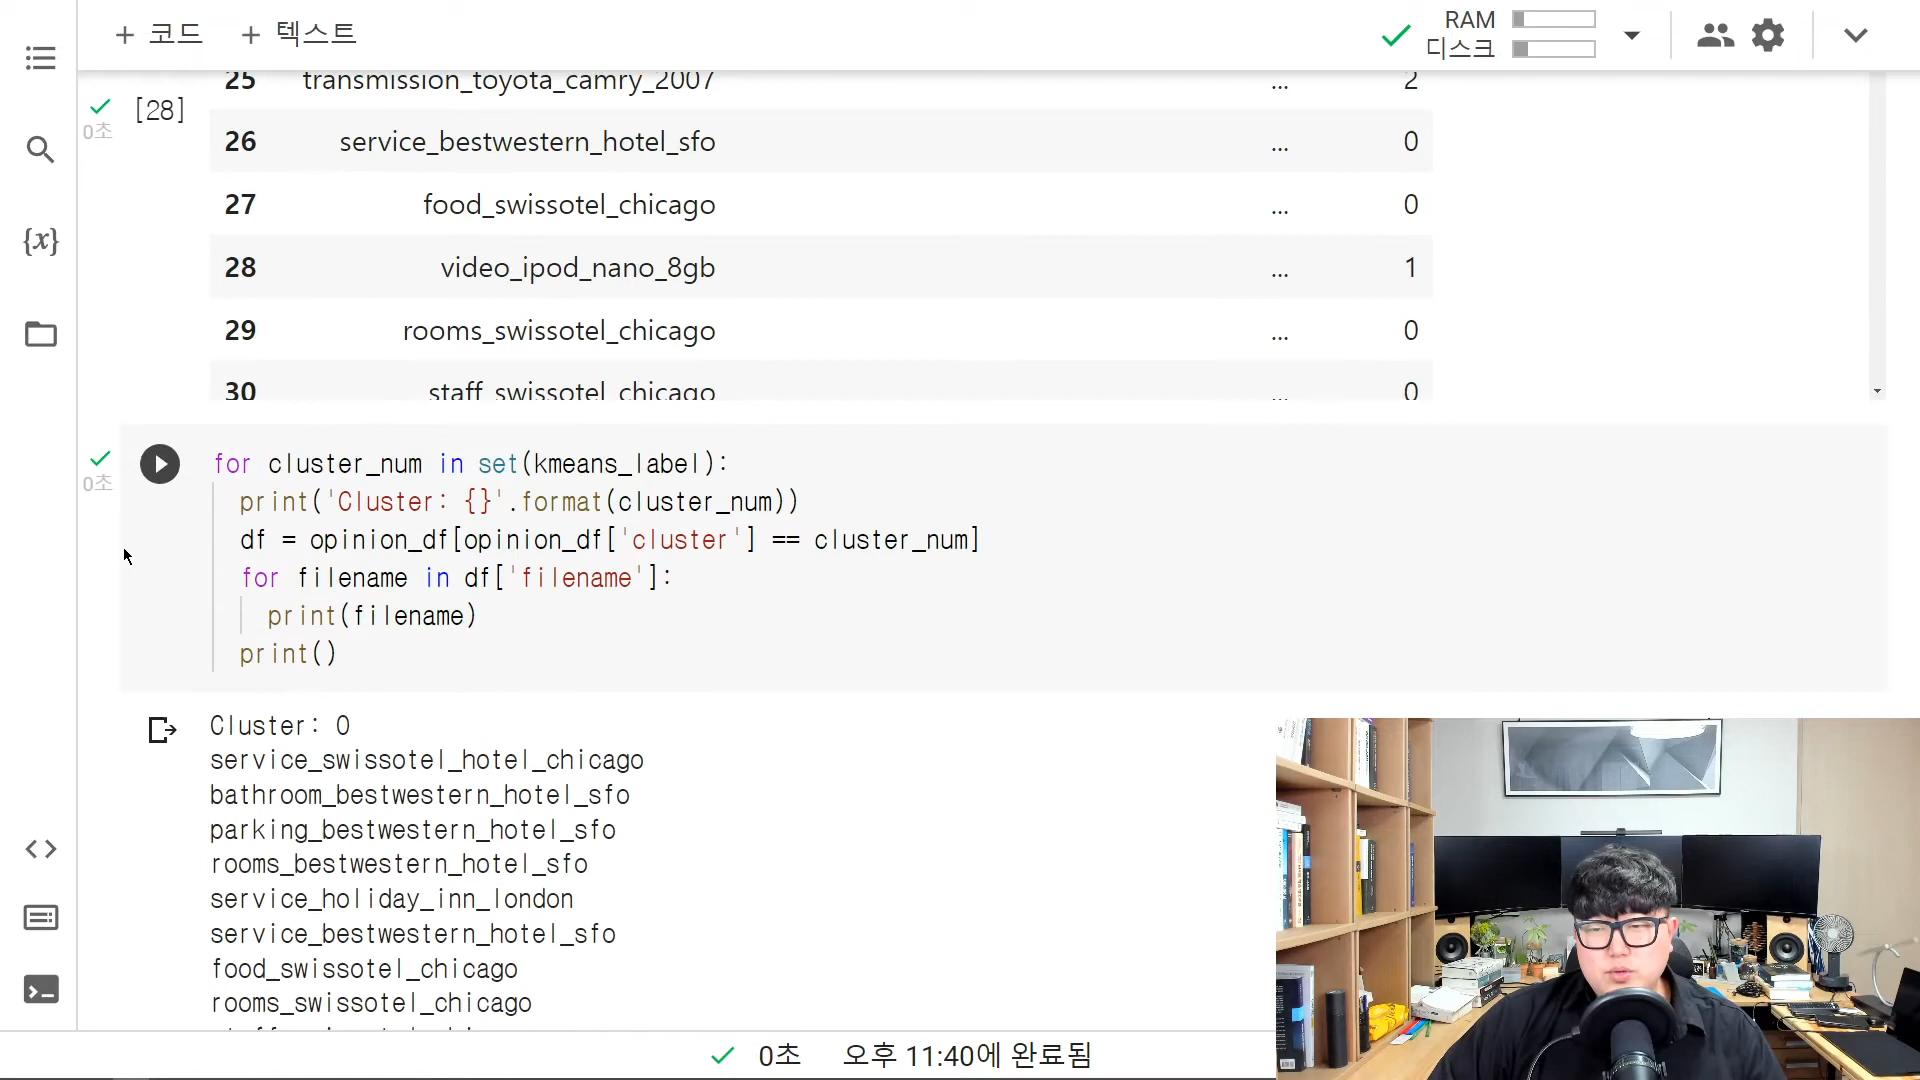 + 코드 + 텍스트
RAM
디스크
0초
[28]
25 transmission_toyota_camry_2007 ... 2
26 service_bestwestern_hotel_sfo ... 0
27 food_swissotel_chicago ... 0
28 video_ipod_nano_8gb ... 1
29 rooms_swissotel_chicago ... 0
30 staff_swissotel_chicago ... 0
{x}
0초
for cluster_num in set(kmeans_label):
print('Cluster: {}'.format(cluster_num))
df = opinion_df[opinion_df['cluster'] == cluster_num]
for filename in df['filename']:
print(filename)
print()
Cluster: 0
service_swissotel_hotel_chicago
bathroom_bestwestern_hotel_sfo
parking_bestwestern_hotel_sfo
rooms_bestwestern_hotel_sfo
service_holiday_inn_london
service_bestwestern_hotel_sfo
food_swissotel_chicago
rooms_swissotel_chicago
0초 오후 11:40에 완료됨